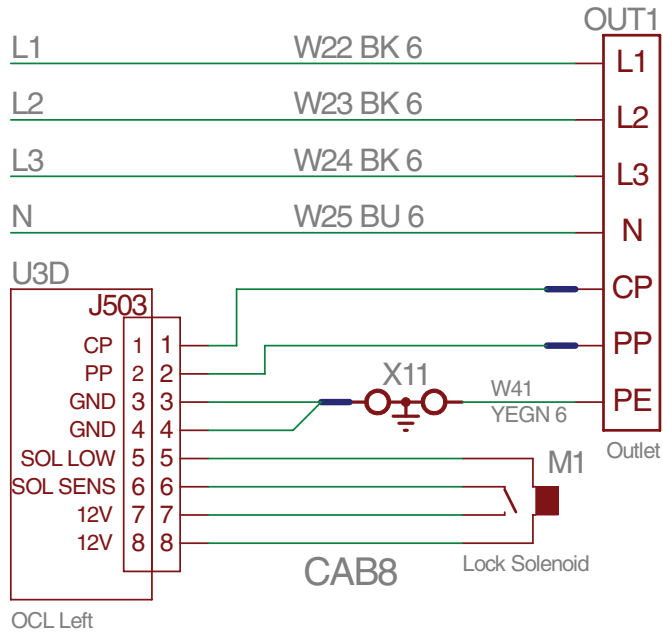 OUT1
L1 W22 BK 6 L1
L2 W23 BK 6 L2
L3 W24 BK 6 L3
N W25 BU 6 N
U3D
J503
CP
PP
CP 1 1
PP 2 2
GND 3 3
GND 4 4
SOL LOW 5 5
SOL SENS 6 6
12V 7 7
12V 8 8
X11
W41
YEGN 6
PE
Outlet
M1
Lock Solenoid
CAB8
OCL Left